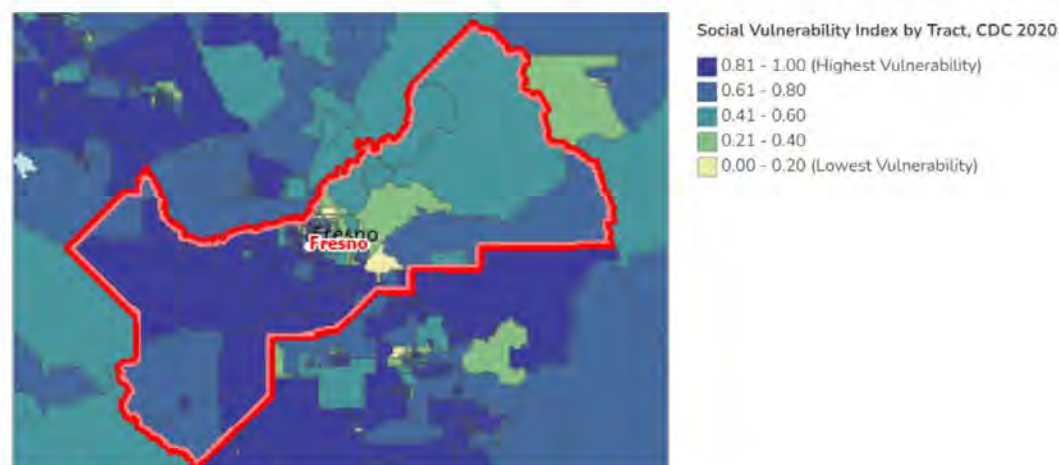 Social Vulnerability Index by Tract, CDC 2020
0.81 - 1.00 (Highest Vulnerability)
0.61 - 0.80
0.41 - 0.60
0.21 - 0.40
0.00 - 0.20 (Lowest Vulnerability)
Fresno
Fresno